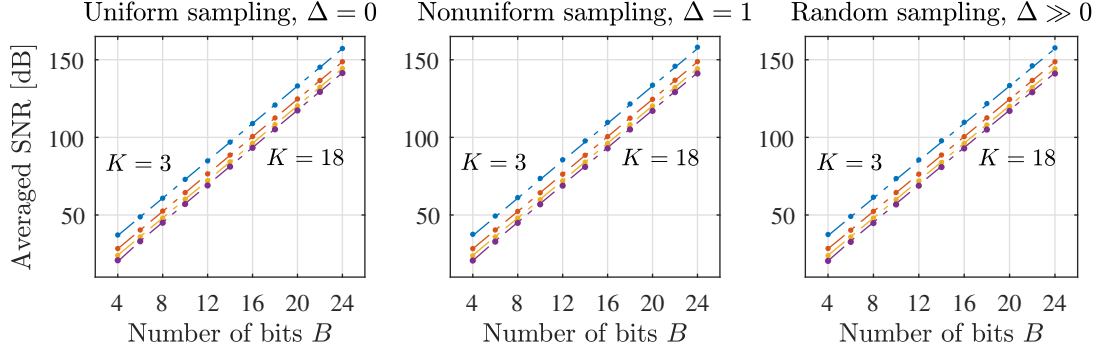 Uniform sampling, Δ = 0
Nonuniform sampling, Δ = 1
Random sampling, Δ ≫ 0
Averaged SNR [dB]
150
100
50
K = 3
K = 18
4 8 12 16 20 24
Number of bits B
150
100
50
K = 3
K = 18
4 8 12 16 20 24
Number of bits B
150
100
50
K = 3
K = 18
4 8 12 16 20 24
Number of bits B